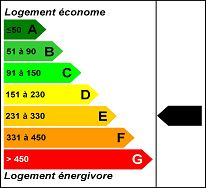 Logement économe
≤50 A
51 à 90 B
91 à 150 C
151 à 230 D
231 à 330 E
331 à 450 F
> 450 G
Logement énergivore